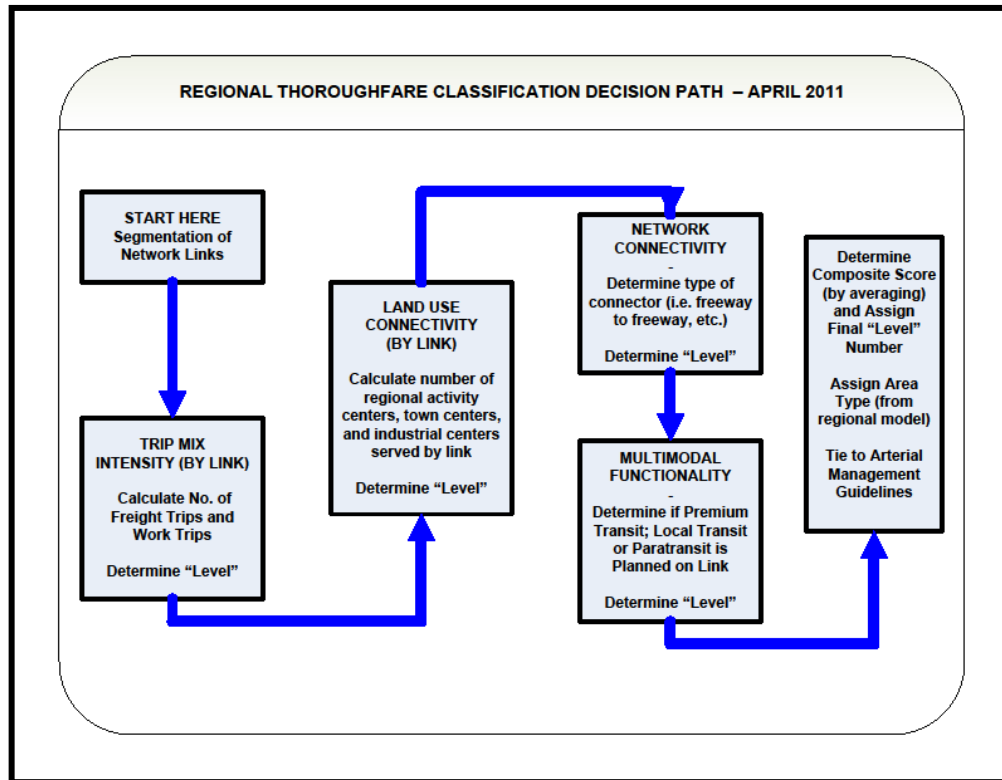 REGIONAL THOROUGHFARE CLASSIFICATION DECISION PATH – APRIL 2011
START HERE
Segmentation of
Network Links
TRIP MIX
INTENSITY (BY LINK)
Calculate No. of
Freight Trips and
Work Trips
Determine “Level”
LAND USE
CONNECTIVITY
(BY LINK)
Calculate number of
regional activity
centers, town centers,
and industrial centers
served by link
Determine “Level”
NETWORK
CONNECTIVITY
-
Determine type of
connector (i.e. freeway
to freeway, etc.)
Determine “Level”
MULTIMODAL
FUNCTIONALITY
-
Determine if Premium
Transit; Local Transit
or Paratransit is
Planned on Link
Determine “Level”
Determine
Composite Score
(by averaging)
and Assign
Final “Level”
Number
Assign Area
Type (from
regional model)
Tie to Arterial
Management
Guidelines